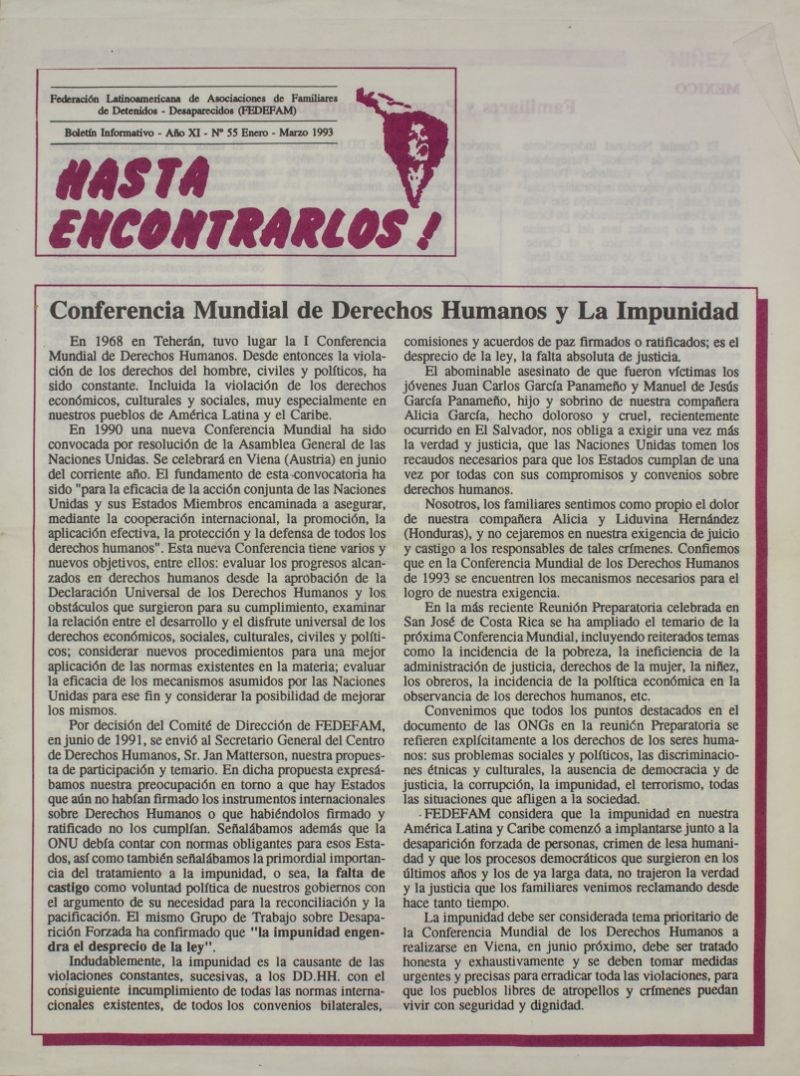 Federación Latinoamericana de Asociaciones de Familiares
de Detenidos - Desaparecidos (FEDEFAM)
Boletín Informativo - Año XI - Nº 55 Enero - Marzo 1993
HASTA
ENCONTRARLOS!
Conferencia Mundial de Derechos Humanos y La Impunidad
En 1968 en Teherán, tuvo lugar la I Conferencia
Mundial de Derechos Humanos. Desde entonces la viola-
ción de los derechos del hombre, civiles y políticos, ha
sido constante. Incluida la violación de los derechos
económicos, culturales y sociales, muy especialmente en
nuestros pueblos de América Latina y el Caribe.
En 1990 una nueva Conferencia Mundial ha sido
convocada por resolución de la Asamblea General de las
Naciones Unidas. Se celebrará en Viena (Austria) en junio
del corriente año. El fundamento de esta convocatoria ha
sido "para la eficacia de la acción conjunta de las Naciones
Unidas y sus Estados Miembros encaminada a asegurar,
mediante la cooperación internacional, la promoción, la
aplicación efectiva, la protección y la defensa de todos los
derechos humanos". Esta nueva Conferencia tiene varios y
nuevos objetivos, entre ellos: evaluar los progresos alcan-
zados en derechos humanos desde la aprobación de la
Declaración Universal de los Derechos Humanos y los
obstáculos que surgieron para su cumplimiento, examinar
la relación entre el desarrollo y el disfrute universal de los
derechos económicos, sociales, culturales, civiles y políti-
cos; considerar nuevos procedimientos para una mejor
aplicación de las normas existentes en la materia; evaluar
la eficacia de los mecanismos asumidos por las Naciones
Unidas para ese fin y considerar la posibilidad de mejorar
los mismos.
Por decisión del Comité de Dirección de FEDEFAM,
en junio de 1991, se envió al Secretario General del Centro
de Derechos Humanos, Sr. Jan Matterson, nuestra propues-
ta de participación y temario. En dicha propuesta expresá-
bamos nuestra preocupación en torno a que hay Estados
que aún no habían firmado los instrumentos internacionales
sobre Derechos Humanos o que habiéndolos firmado y
ratificado no los cumplían. Señalábamos además que la
ONU debía contar con normas obligantes para esos Esta-
dos, así como también señalábamos la primordial importan-
cia del tratamiento a la impunidad, o sea, la falta de
castigo como voluntad política de nuestros gobiernos con
el argumento de su necesidad para la reconciliación y la
pacificación. El mismo Grupo de Trabajo sobre Desapa-
rición Forzada ha confirmado que "la impunidad engen-
dra el desprecio de la ley".
Indudablemente, la impunidad es la causante de las
violaciones constantes, sucesivas, a los DD.HH. con el
consiguiente incumplimiento de todas las normas interna-
cionales existentes, de todos los convenios bilaterales,
comisiones y acuerdos de paz firmados o ratificados; es el
desprecio de la ley, la falta absoluta de justicia.
El abominable asesinato de que fueron víctimas los
jóvenes Juan Carlos García Panameño y Manuel de Jesús
García Panameño, hijo y sobrino de nuestra compañera
Alicia García, hecho doloroso y cruel, recientemente
ocurrido en El Salvador, nos obliga a exigir una vez más
la verdad y justicia, que las Naciones Unidas tomen los
recaudos necesarios para que los Estados cumplan de una
vez por todas con sus compromisos y convenios sobre
derechos humanos.
Nosotros, los familiares sentimos como propio el dolor
de nuestra compañera Alicia y Liduvina Hernández
(Honduras), y no cejaremos en nuestra exigencia de juicio
y castigo a los responsables de tales crímenes. Confiemos
que en la Conferencia Mundial de los Derechos Humanos
de 1993 se encuentren los mecanismos necesarios para el
logro de nuestra exigencia.
En la más reciente Reunión Preparatoria celebrada en
San José de Costa Rica se ha ampliado el temario de la
próxima Conferencia Mundial, incluyendo reiterados temas
como la incidencia de la pobreza, la ineficiencia de la
administración de justicia, derechos de la mujer, la niñez,
los obreros, la incidencia de la política económica en la
observancia de los derechos humanos, etc.
Convenimos que todos los puntos destacados en el
documento de las ONGs en la reunión Preparatoria se
refieren explícitamente a los derechos de los seres huma-
nos: sus problemas sociales y políticos, las discriminacio-
nes étnicas y culturales, la ausencia de democracia y de
justicia, la corrupción, la impunidad, el terrorismo, todas
las situaciones que afligen a la sociedad.
FEDEFAM considera que la impunidad en nuestra
América Latina y Caribe comenzó a implantarse junto a la
desaparición forzada de personas, crimen de lesa humani-
dad y que los procesos democráticos que surgieron en los
últimos años y los de ya larga data, no trajeron la verdad
y la justicia que los familiares venimos reclamando desde
hace tanto tiempo.
La impunidad debe ser considerada tema prioritario de
la Conferencia Mundial de los Derechos Humanos a
realizarse en Viena, en junio próximo, debe ser tratado
honesta y exhaustivamente y se deben tomar medidas
urgentes y precisas para erradicar toda las violaciones, para
que los pueblos libres de atropellos y crímenes puedan
vivir con seguridad y dignidad.